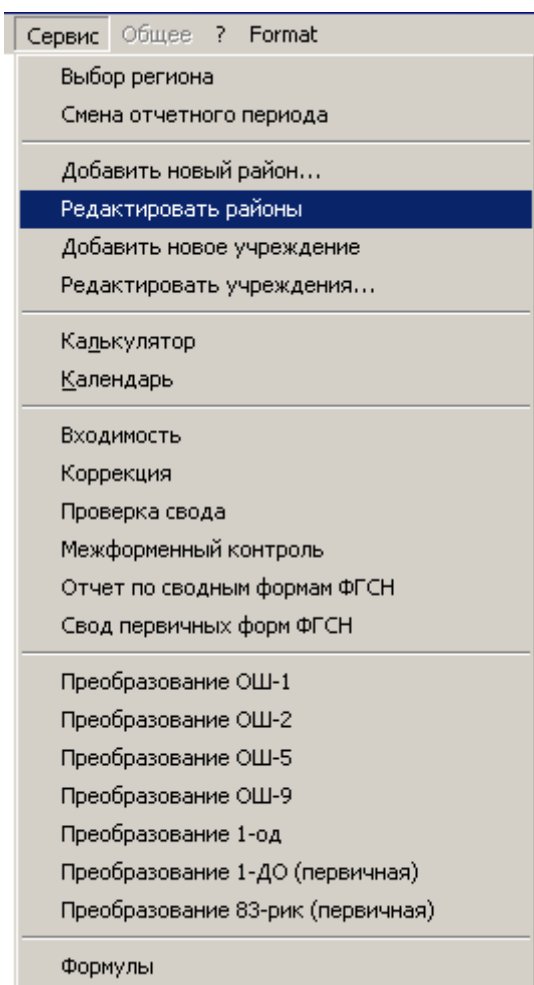 Сервис Общее ? Format
Выбор региона
Смена отчетного периода
Добавить новый район...
Редактировать районы
Добавить новое учреждение
Редактировать учреждения...
Калькулятор
Календарь
Входимость
Коррекция
Проверка свода
Межформенный контроль
Отчет по сводным формам ФГСН
Свод первичных форм ФГСН
Преобразование ОШ-1
Преобразование ОШ-2
Преобразование ОШ-5
Преобразование ОШ-9
Преобразование 1-од
Преобразование 1-ДО (первичная)
Преобразование 83-рик (первичная)
Формулы